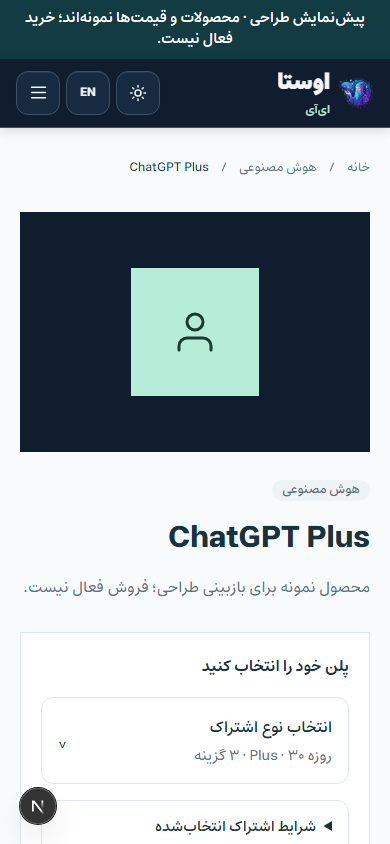 پیش‌نمایش طراحی · محصولات و قیمت‌ها نمونه‌اند؛ خرید
فعال نیست.
اوستا
ای‌آی
EN
خانه / هوش مصنوعی / ChatGPT Plus
هوش مصنوعی
ChatGPT Plus
محصول نمونه برای بازبینی طراحی؛ فروش فعال نیست.
پلن خود را انتخاب کنید
انتخاب نوع اشتراک
۳ گزینه · Plus · ۳۰ روزه
v
شرایط اشتراک انتخاب‌شده
N